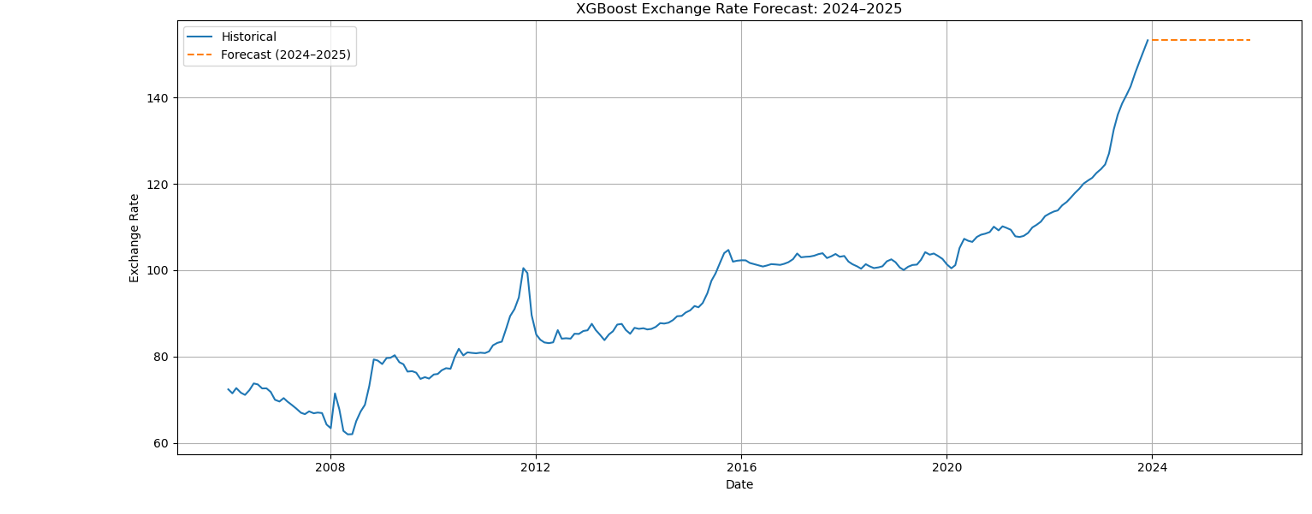 XGBoost Exchange Rate Forecast: 2024–2025
Historical
Forecast (2024–2025)
Exchange Rate
140
120
100
80
60
2008
2012
2016
2020
2024
Date